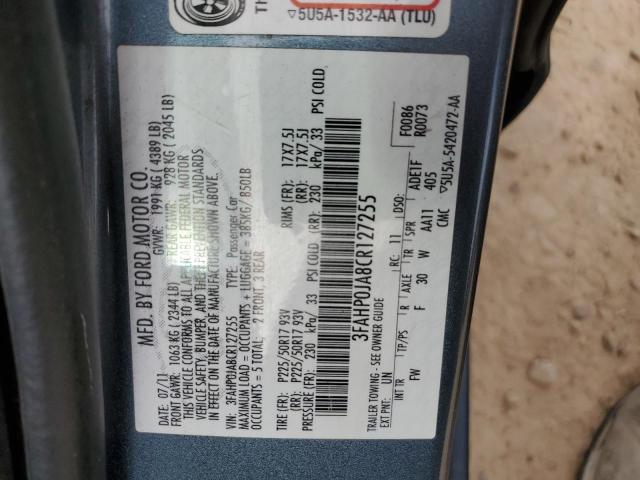 TH
▽5U5A-1532-AA (TLU)
MFD. BY FORD MOTOR CO.
DATE: 07/11 GVWR: 1991 KG ( 4389 LB)
FRONT GAWR: 1063 KG ( 2344 LB) REAR GAWR: 928 KG ( 2045 LB)
THIS VEHICLE CONFORMS TO ALL APPLICABLE FEDERAL MOTOR
VEHICLE SAFETY, BUMPER, AND THEFT PREVENTION STANDARDS
IN EFFECT ON THE DATE OF MANUFACTURE SHOWN ABOVE.
VIN: 3FAHP0JA8CR127255 TYPE: Passenger Car
MAXIMUM LOAD = OCCUPANTS + LUGGAGE = 385KG/ 850LB
OCCUPANTS = 5 TOTAL: 2 FRONT, 3 REAR
TIRE (FR): P225/50R17 93V RIMS (FR): 17X7.5J
(RR): P225/50R17 93V (RR): 17X7.5J
PRESSURE (FR): 230 kPa/ 33 PSI COLD (RR): 230 kPa/ 33 PSI COLD
3FAHP0JA8CR127255
F0086
R0073
TRAILER TOWING - SEE OWNER GUIDE
EXT PNT: UN RC: 11 DSO:
INT TR TP/PS R AXLE TR SPR ADE1F
FW F 30 W AA11 405
CMC ▽5U5A-5420472-AA